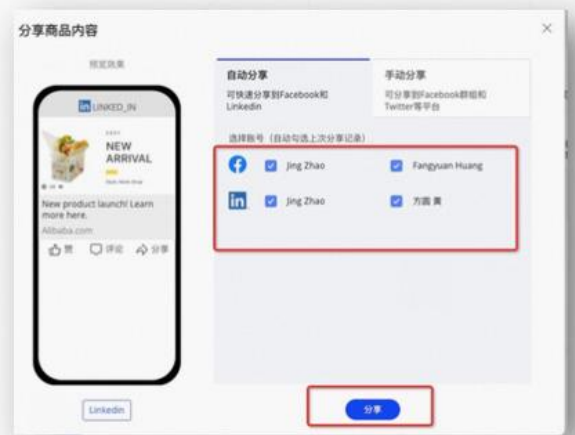 分享商品内容
预览效果
LINKED_IN
NEW
ARRIVAL
New product launch! Learn
more here.
Alibaba.com
赞
评论
分享
Linkedin
自动分享
可快速分享到Facebook和
Linkedin
手动分享
可分享到Facebook群组和
Twitter等平台
选择账号（自动勾选上次分享记录）
Jing Zhao
Fangyuan Huang
Jing Zhao
方圆 黄
分享